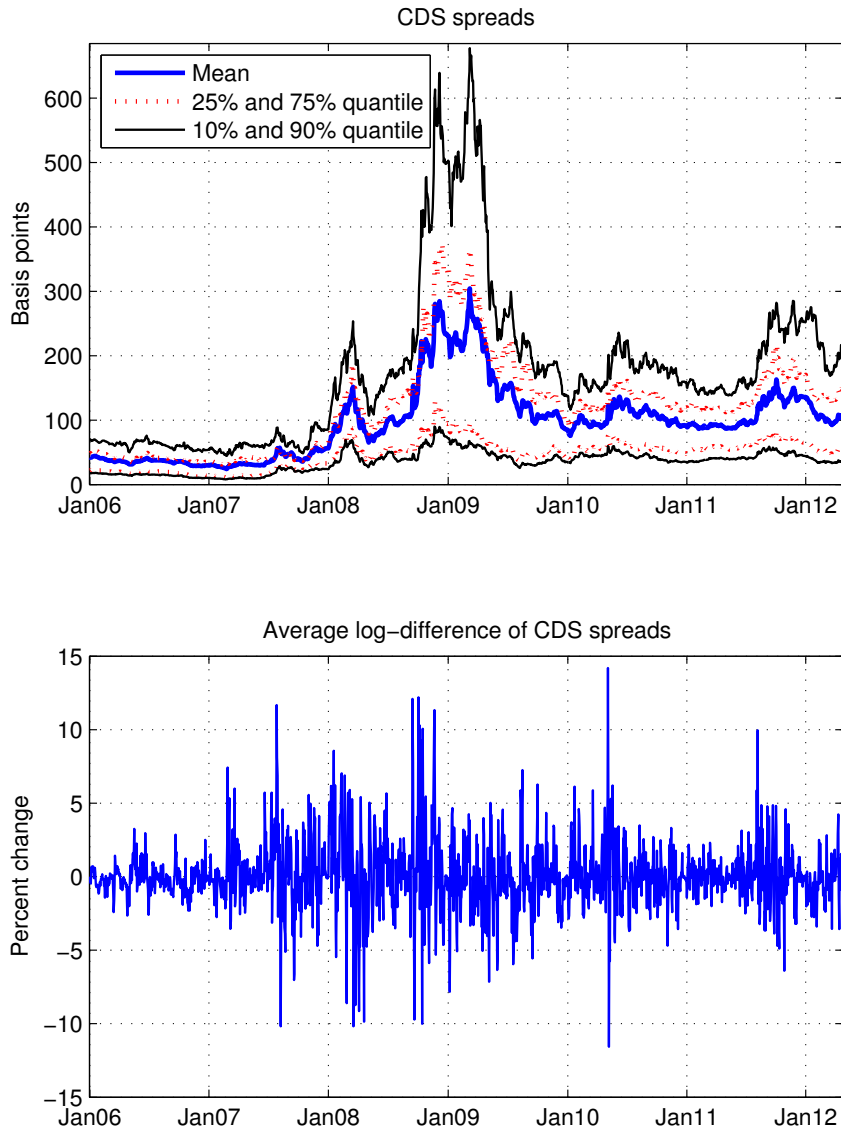 CDS spreads
Mean
25% and 75% quantile
10% and 90% quantile
Basis points
600
500
400
300
200
100
0
Jan06 Jan07 Jan08 Jan09 Jan10 Jan11 Jan12
Average log−difference of CDS spreads
Percent change
15
10
5
0
−5
−10
−15
Jan06 Jan07 Jan08 Jan09 Jan10 Jan11 Jan12